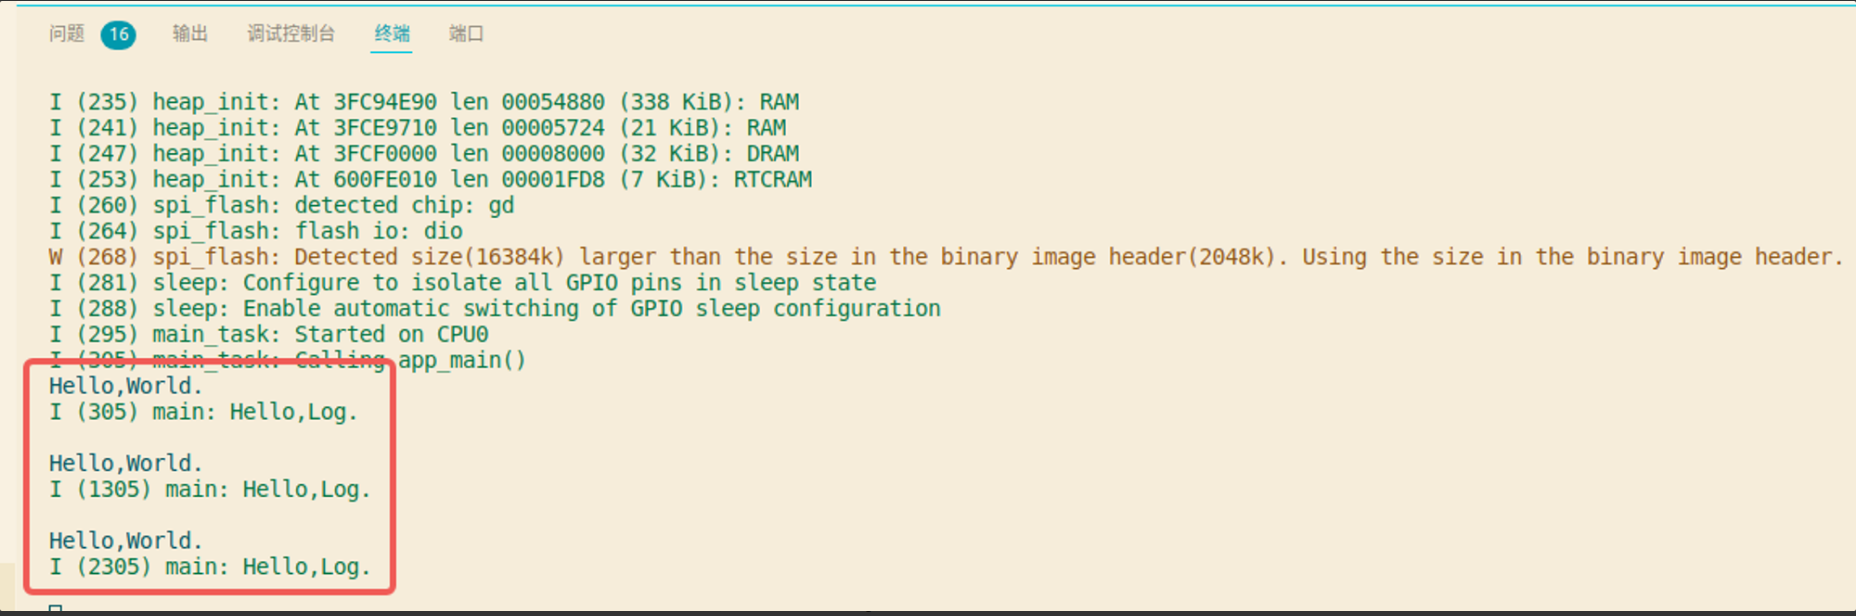 问题 16 输出 调试控制台 终端 端口
I (235) heap_init: At 3FC94E90 len 00054880 (338 KiB): RAM
I (241) heap_init: At 3FCE9710 len 00005724 (21 KiB): RAM
I (247) heap_init: At 3FCF0000 len 00008000 (32 KiB): DRAM
I (253) heap_init: At 600FE010 len 00001FD8 (7 KiB): RTCRAM
I (260) spi_flash: detected chip: gd
I (264) spi_flash: flash io: dio
W (268) spi_flash: Detected size(16384k) larger than the size in the binary image header(2048k). Using the size in the binary image header.
I (281) sleep: Configure to isolate all GPIO pins in sleep state
I (288) sleep: Enable automatic switching of GPIO sleep configuration
I (295) main_task: Started on CPU0
I (305) main_task: Calling app_main()
Hello,World.
I (305) main: Hello,Log.
Hello,World.
I (1305) main: Hello,Log.
Hello,World.
I (2305) main: Hello,Log.